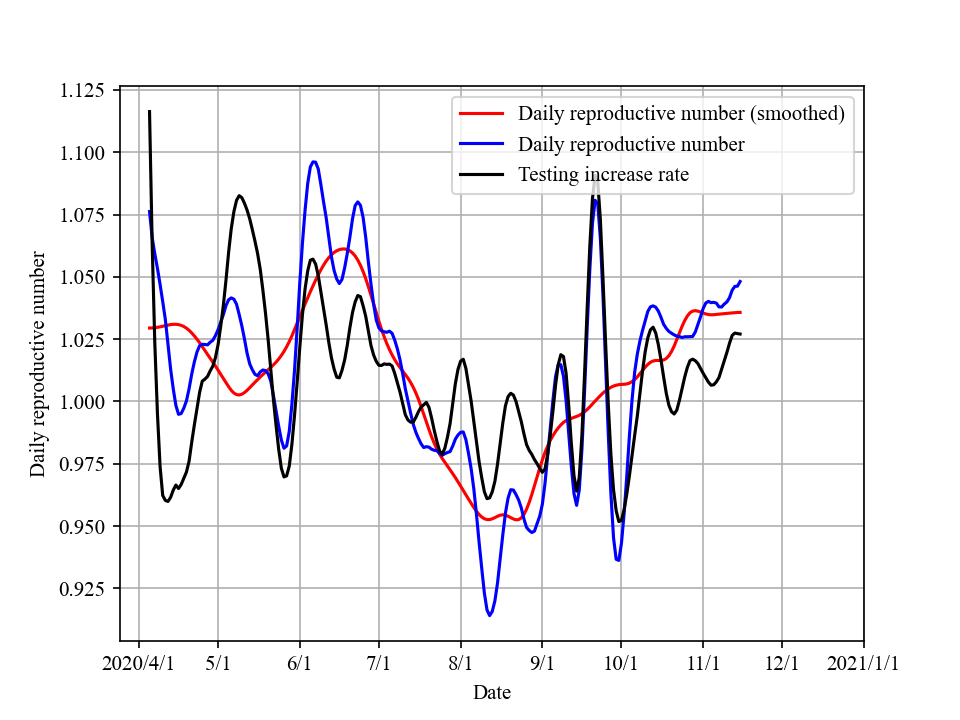 1.125
1.100
1.075
1.050
1.025
1.000
0.975
0.950
0.925
Daily reproductive number
Daily reproductive number (smoothed)
Daily reproductive number
Testing increase rate
2020/4/1 5/1 6/1 7/1 8/1 9/1 10/1 11/1 12/1 2021/1/1
Date